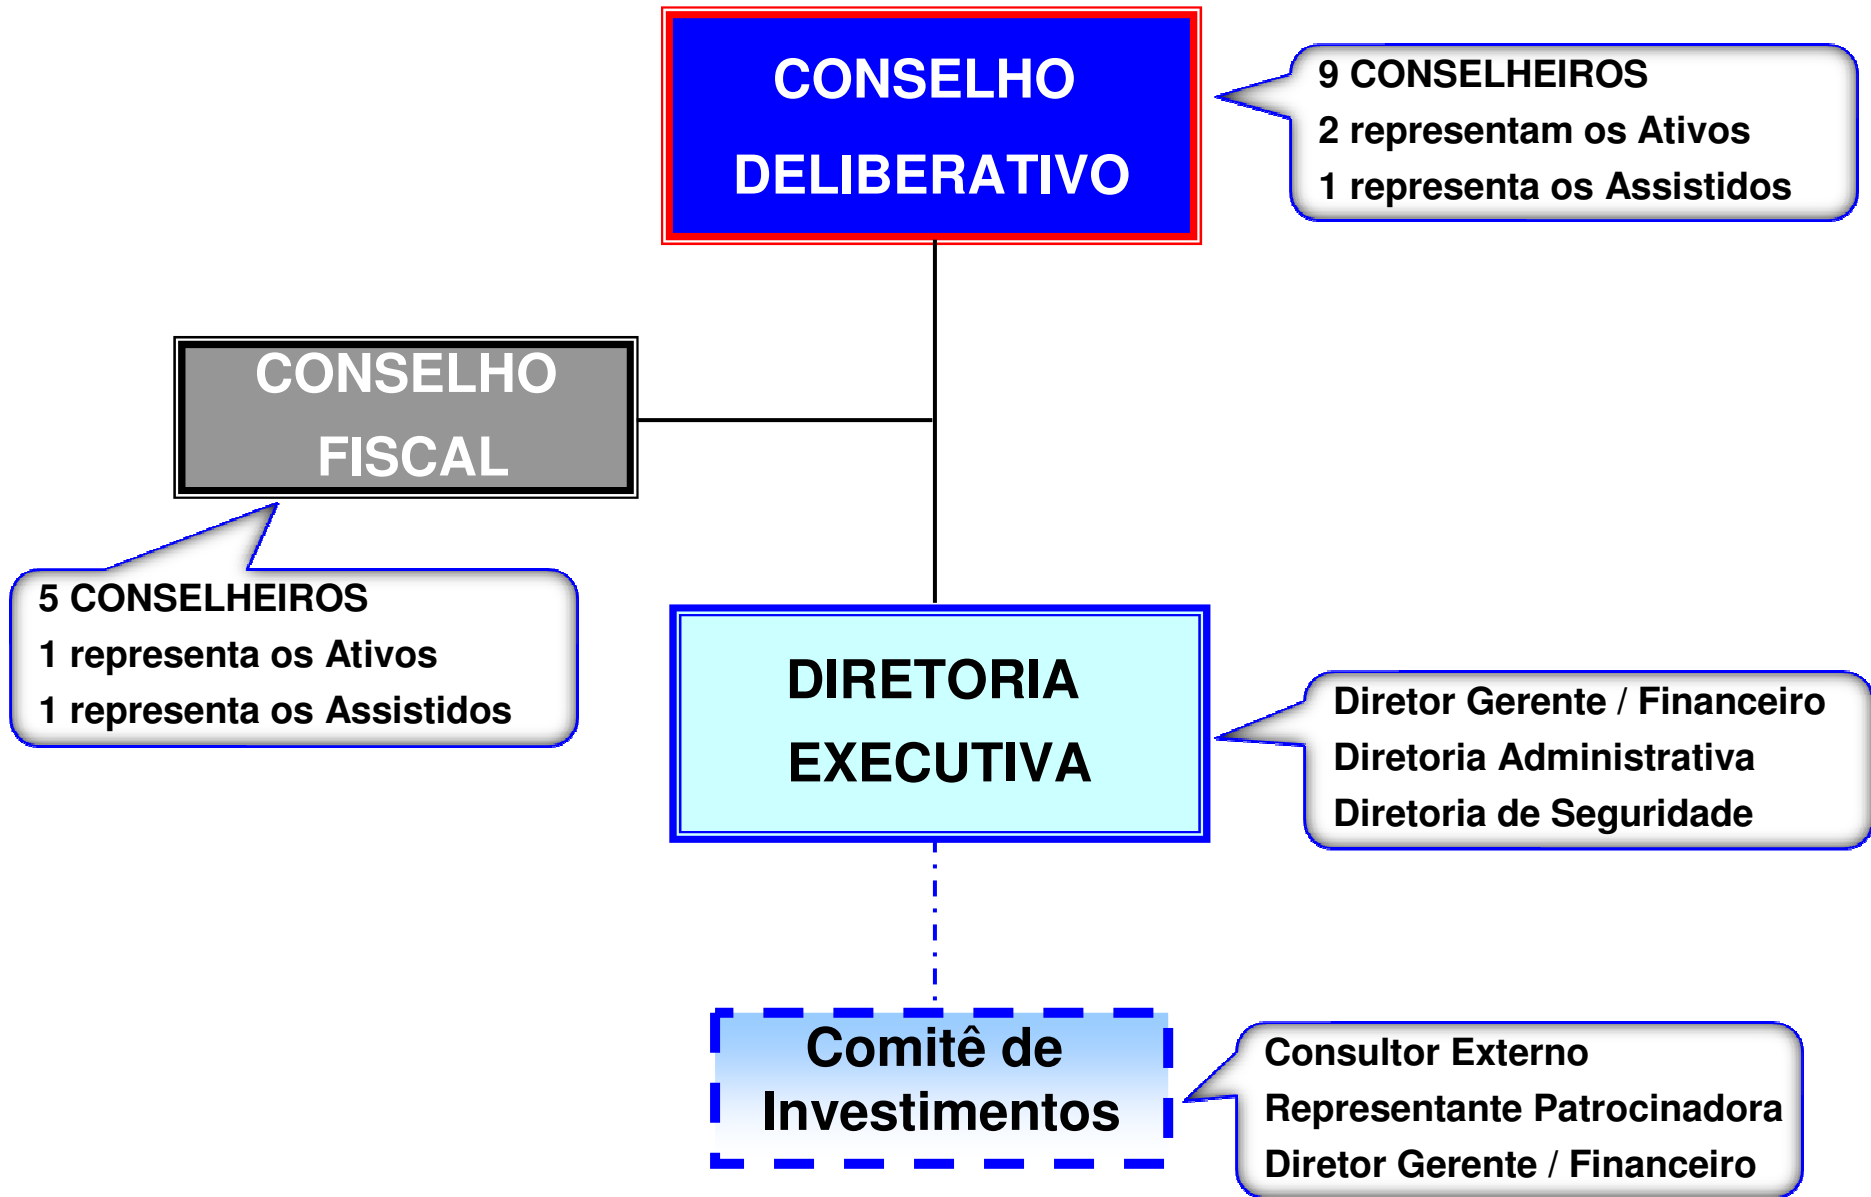 CONSELHO
DELIBERATIVO
9 CONSELHEIROS
2 representam os Ativos
1 representa os Assistidos
CONSELHO
FISCAL
5 CONSELHEIROS
1 representa os Ativos
1 representa os Assistidos
DIRETORIA
EXECUTIVA
Diretor Gerente / Financeiro
Diretoria Administrativa
Diretoria de Seguridade
Comitê de
Investimentos
Consultor Externo
Representante Patrocinadora
Diretor Gerente / Financeiro